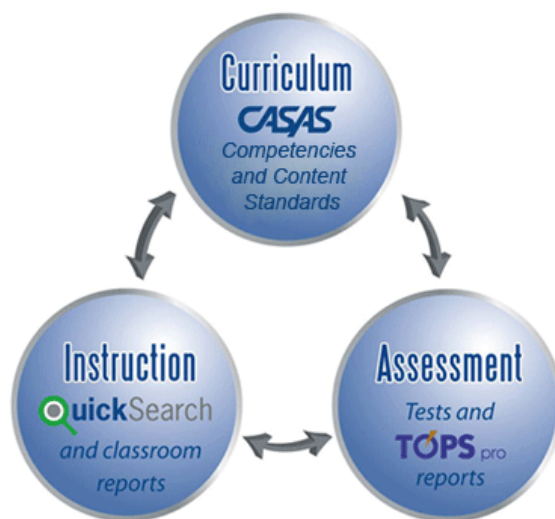 Curriculum
CASAS
Competencies
and Content
Standards
Instruction
QuickSearch
and classroom
reports
Assessment
Tests and
TOPS pro
reports